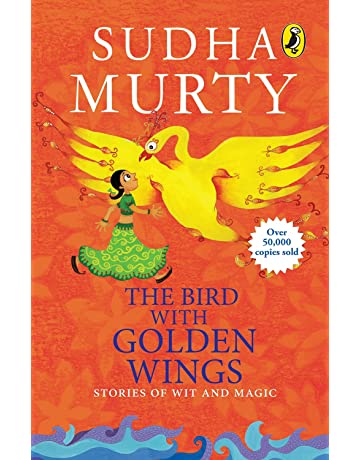 SUDHA
MURTY
Over
50,000
copies sold
THE BIRD
WITH
GOLDEN
WINGS
STORIES OF WIT AND MAGIC